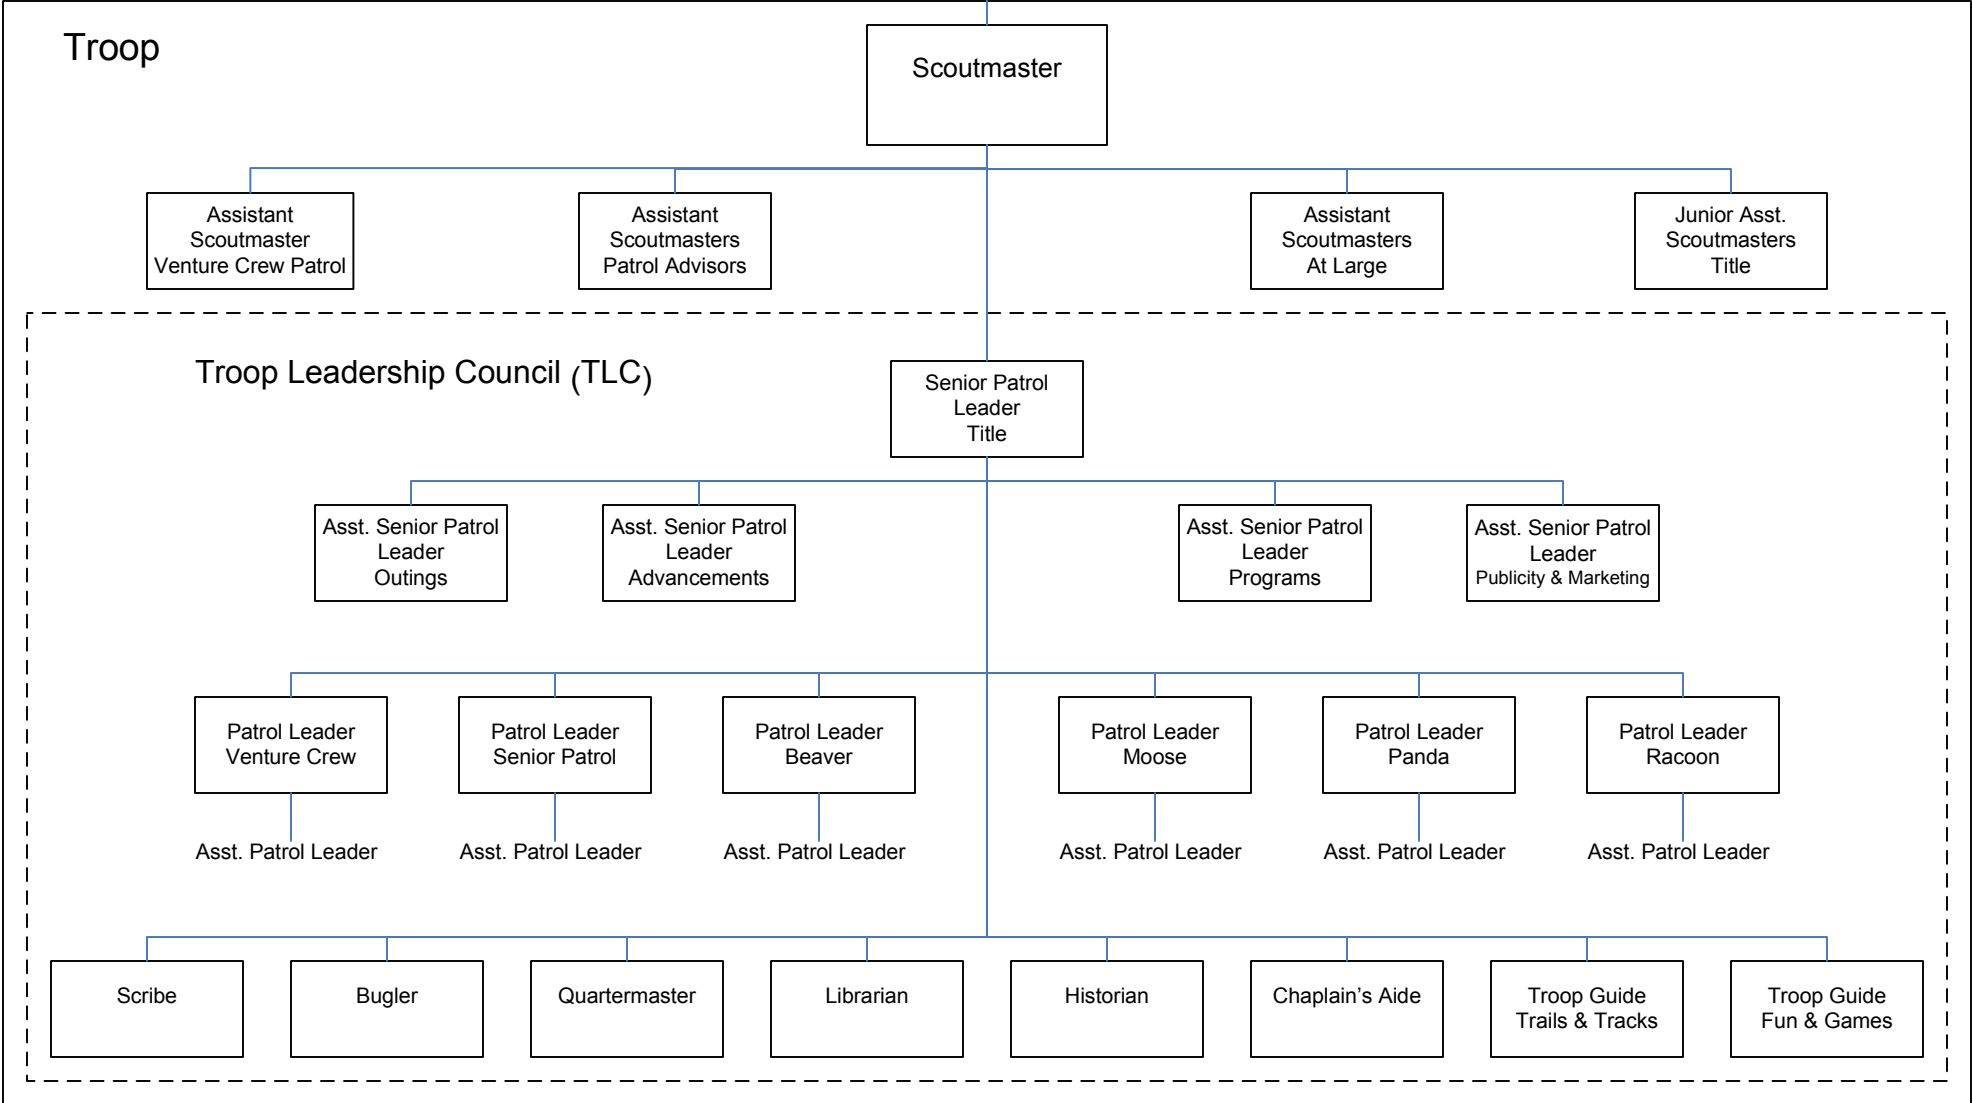 Troop
Scoutmaster
Assistant
Scoutmaster
Venture Crew Patrol
Assistant
Scoutmasters
Patrol Advisors
Assistant
Scoutmasters
At Large
Junior Asst.
Scoutmasters
Title
Troop Leadership Council (TLC)
Senior Patrol
Leader
Title
Asst. Senior Patrol
Leader
Outings
Asst. Senior Patrol
Leader
Advancements
Asst. Senior Patrol
Leader
Programs
Asst. Senior Patrol
Leader
Publicity & Marketing
Patrol Leader
Venture Crew
Patrol Leader
Senior Patrol
Patrol Leader
Beaver
Patrol Leader
Moose
Patrol Leader
Panda
Patrol Leader
Racoon
Asst. Patrol Leader
Asst. Patrol Leader
Asst. Patrol Leader
Asst. Patrol Leader
Asst. Patrol Leader
Asst. Patrol Leader
Scribe
Bugler
Quartermaster
Librarian
Historian
Chaplain’s Aide
Troop Guide
Trails & Tracks
Troop Guide
Fun & Games